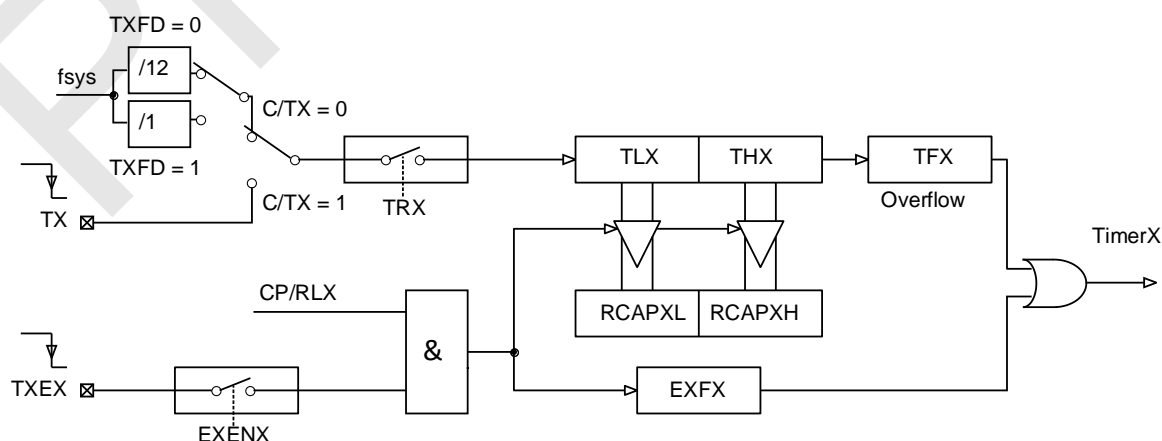 TXFD = 0
/12
fsys
C/TX = 0
/1
TXFD = 1
TLX
THX
TFX
C/TX = 1
TRX
Overflow
TX
TimerX
CP/RLX
RCAPXL
RCAPXH
&
TXEX
EXFX
EXENX